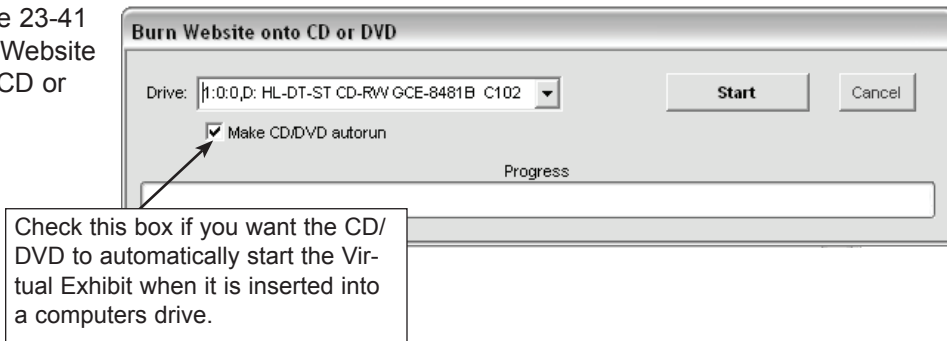 e 23-41
Website
CD or
Burn Website onto CD or DVD
Drive: 1:0:0,D: HL-DT-ST CD-RW GCE-8481B C102
Start
Cancel
Make CD/DVD autorun
Progress
Check this box if you want the CD/
DVD to automatically start the Vir-
tual Exhibit when it is inserted into
a computers drive.